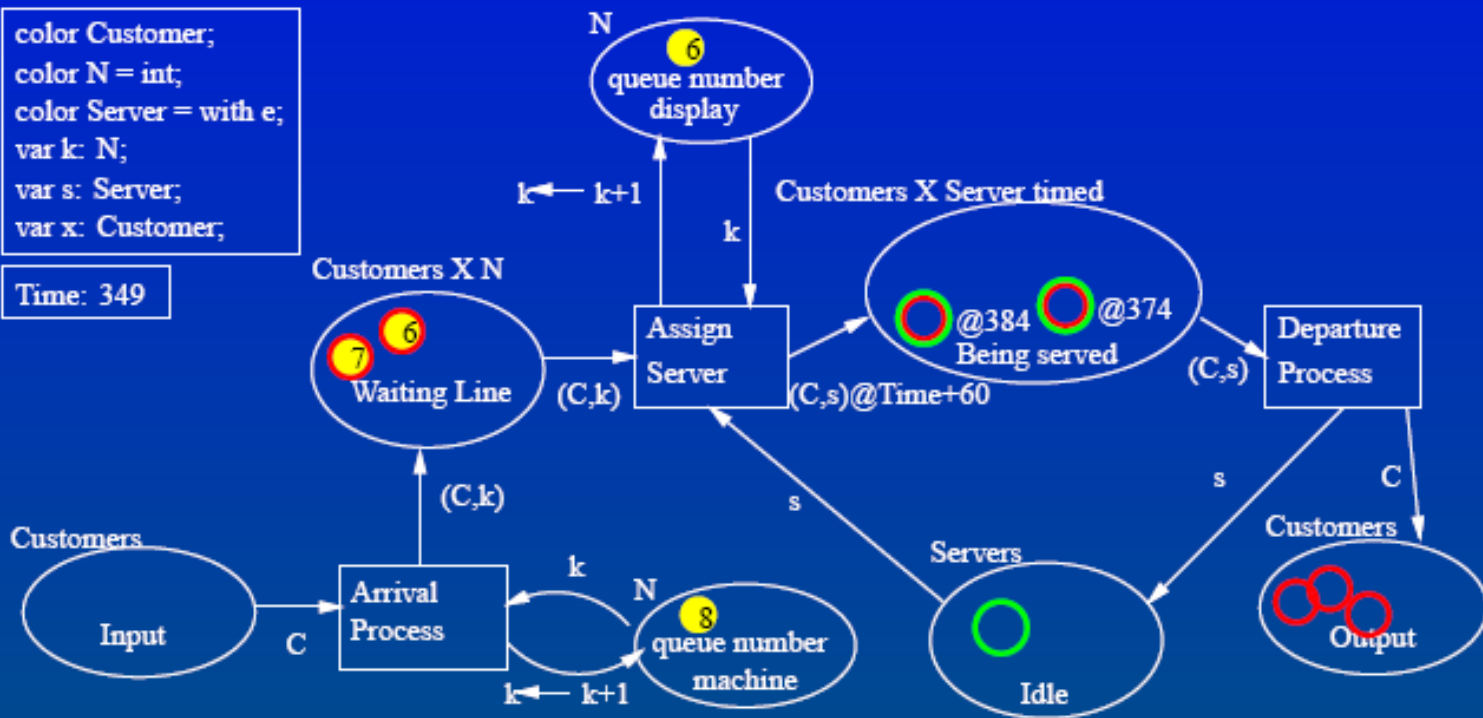 color Customer;
color N = int;
color Server = with e;
var k: N;
var s: Server;
var x: Customer;
Time: 349
N
6
queue number
display
k ← k+1
k
Customers X Server timed
@384
@374
Being served
Customers X N
7
6
Waiting Line
(C,k)
Assign
Server
(C,s)@Time+60
(C,s)
Departure
Process
(C,k)
s
s
C
Customers
Input
C
Arrival
Process
k
k ← k+1
N
8
queue number
machine
Servers
Idle
Customers
Output